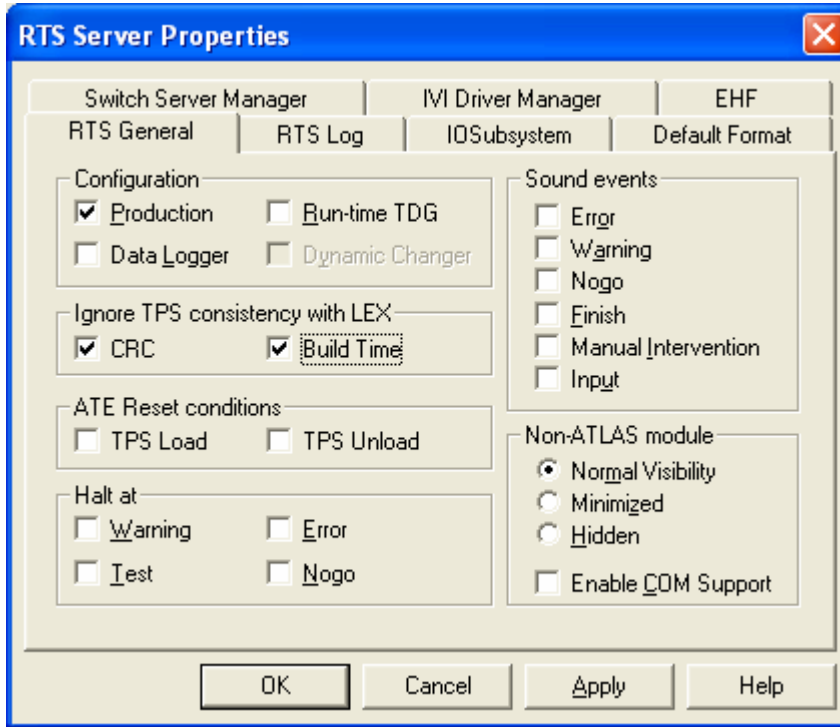 RTS Server Properties
Switch Server Manager IVI Driver Manager EHF
RTS General RTS Log IOSubsystem Default Format
Configuration
Production Run-time TDG
Data Logger Dynamic Changer
Ignore TPS consistency with LEX
CRC Build Time
ATE Reset conditions
TPS Load TPS Unload
Halt at
Warning Error
Test Nogo
Sound events
Error
Warning
Nogo
Finish
Manual Intervention
Input
Non-ATLAS module
Normal Visibility
Minimized
Hidden
Enable COM Support
OK Cancel Apply Help